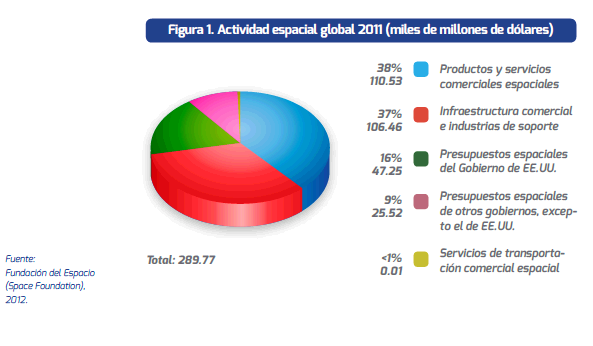 Figura 1. Actividad espacial global 2011 (miles de millones de dólares)
38%
110.53
Productos y servicios
comerciales espaciales
37%
106.46
Infraestructura comercial
e industrias de soporte
16%
47.25
Presupuestos espaciales
del Gobierno de EE.UU.
9%
25.52
Presupuestos espaciales
de otros gobiernos, excep-
to el de EE.UU.
<1%
0.01
Servicios de transporta-
ción comercial espacial
Total: 289.77
Fuente:
Fundación del Espacio
(Space Foundation),
2012.